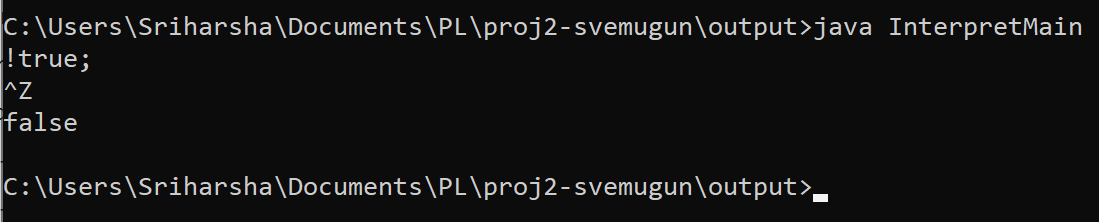 C:\Users\Sriharsha\Documents\PL\proj2-svemugun\output>java InterpretMain
!true;
^Z
false
C:\Users\Sriharsha\Documents\PL\proj2-svemugun\output>